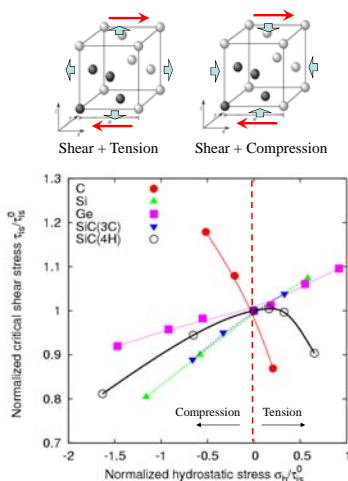 Shear + Tension Shear + Compression
Normalized critical shear stress τis/τis0
1.3
1.2
1.1
1
0.9
0.8
0.7
C
Si
Ge
SiC(3C)
SiC(4H)
Compression Tension
-2 -1.5 -1 -0.5 0 0.5 1
Normalized hydrostatic stress σh/τis0